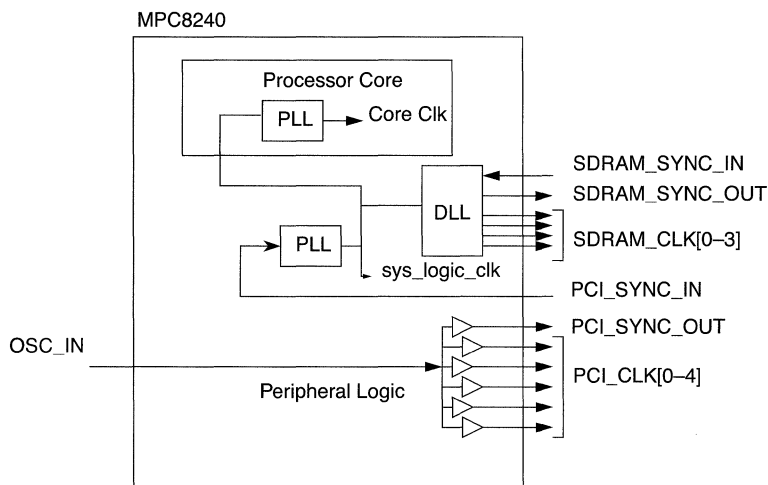 MPC8240
Processor Core
PLL
Core Clk
SDRAM_SYNC_IN
SDRAM_SYNC_OUT
DLL
SDRAM_CLK[0–3]
PLL
sys_logic_clk
PCI_SYNC_IN
PCI_SYNC_OUT
OSC_IN
PCI_CLK[0–4]
Peripheral Logic